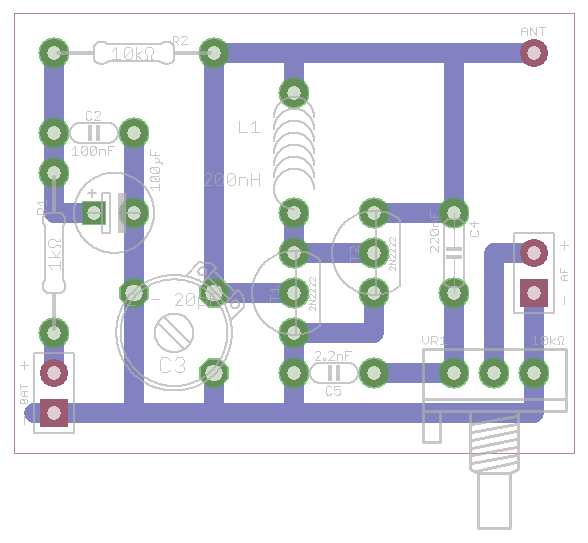 ANT
R2
10kΩ
C2
100nF
100µF
+
L1
200nH
R1
1kΩ
220nF
C4
T2
2N2222
T1
2N2222
- 20p
C3
+
AF
-
VR1
10kΩ
2.2nF
C5
+
BAT
-